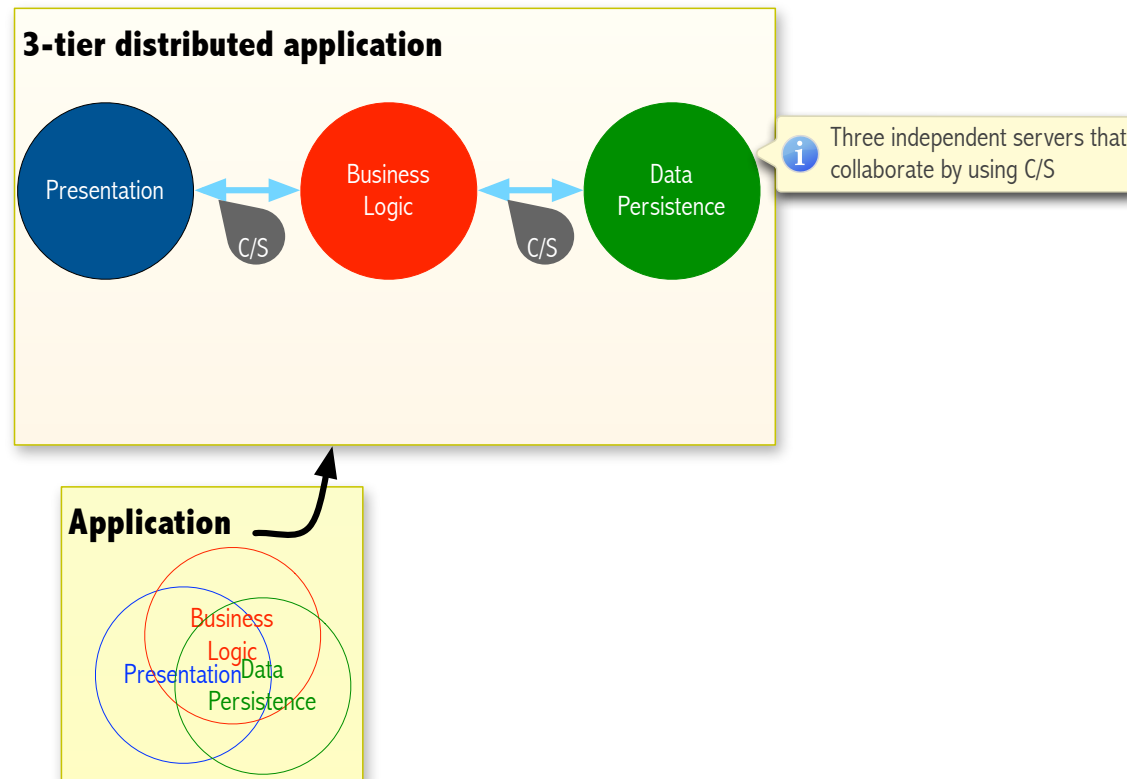 3-tier distributed application
Presentation
Business
Logic
Data
Persistence
C/S
C/S
Three independent servers that
collaborate by using C/S
Application
Business
Logic
Presentation
Data
Persistence